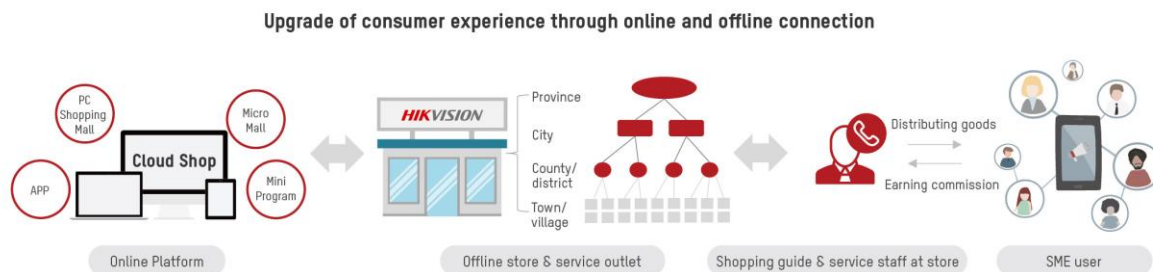 Upgrade of consumer experience through online and offline connection
PC
Shopping
Mall
Micro
Mall
Cloud Shop
APP
Mini
Program
HIKVISION
Province
City
County/
district
Town/
village
Distributing goods
Earning commission
Online Platform
Offline store & service outlet
Shopping guide & service staff at store
SME user